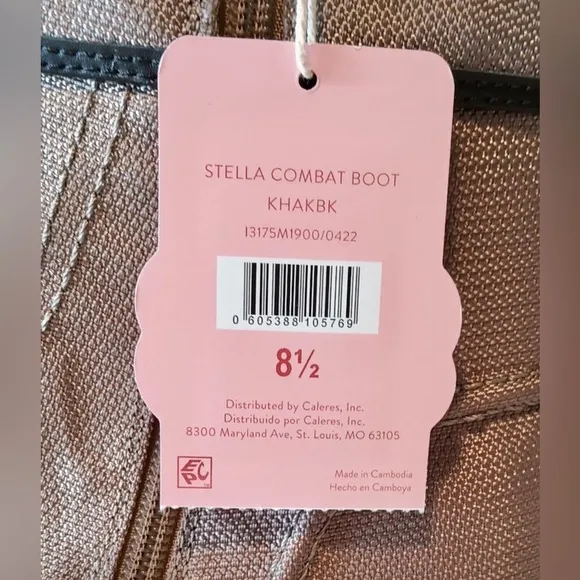 STELLA COMBAT BOOT
KHAKBK
I3175M1900/0422
0 605388 105769
8½
Distributed by Caleres, Inc.
Distribuido por Caleres, Inc.
8300 Maryland Ave, St. Louis, MO 63105
EPC
Made in Cambodia
Hecho en Camboya